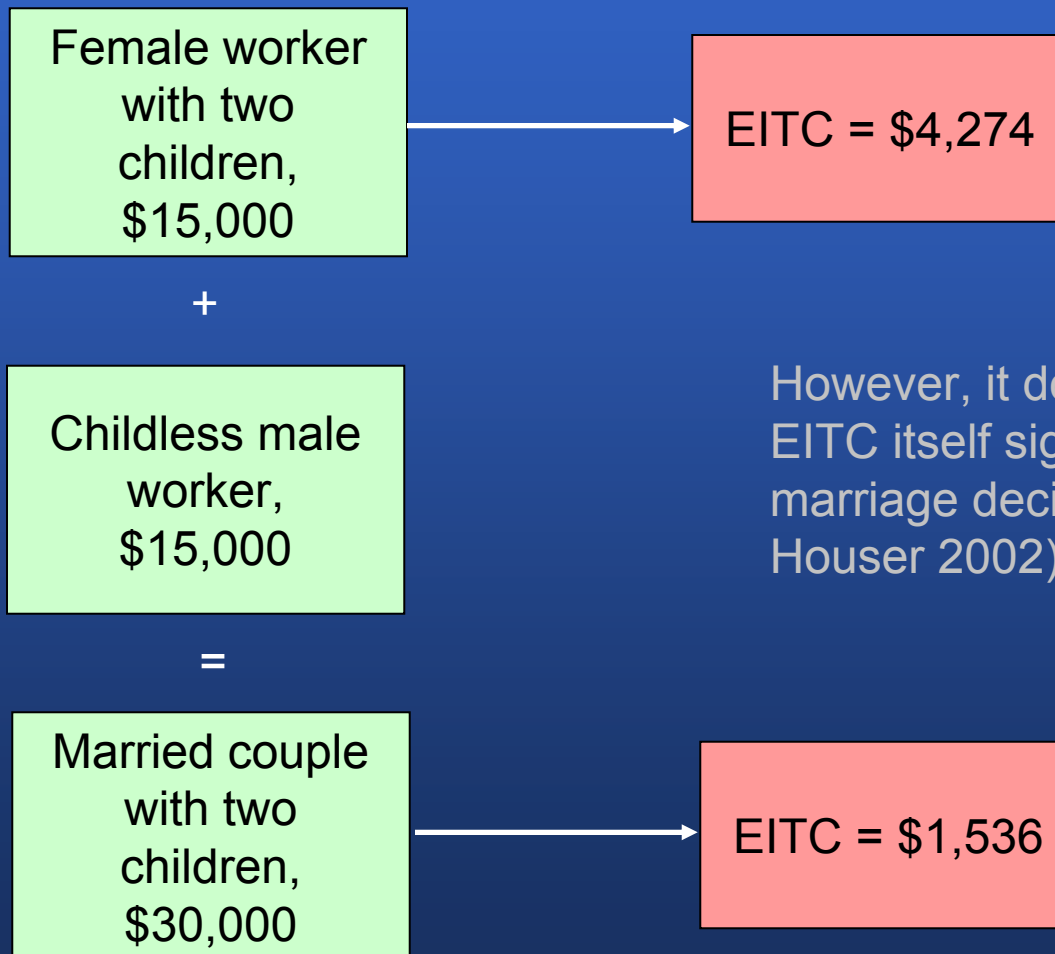 Female worker
with two
children,
$15,000
EITC = $4,274
+
Childless male
worker,
$15,000
However, it
EITC itself
marriage
Houser 2002)
=
Married couple
with two
children,
$30,000
EITC = $1,536